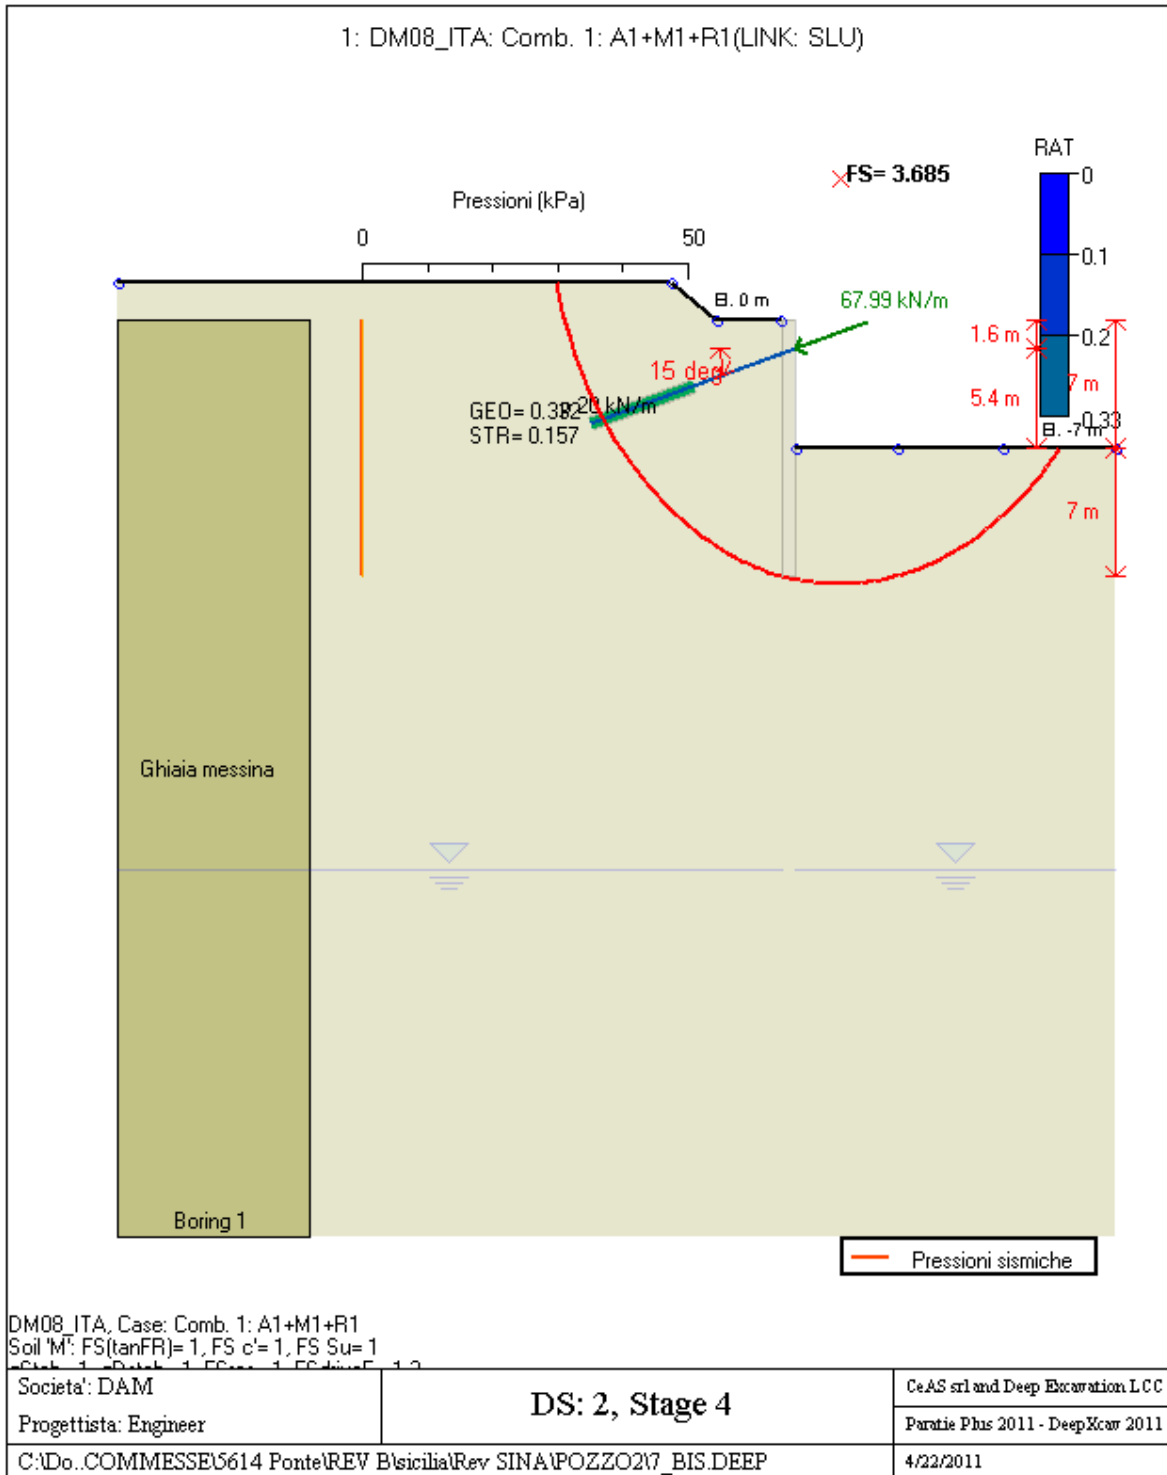 1: DM08_ITA: Comb. 1: A1+M1+R1(LINK: SLU)
RAT
FS= 3.685
0
Pressioni (kPa)
0
50
0.1
El. 0 m
67.99 kN/m
1.6 m
0.2
15 deg
5.4 m
7 m
GEO= 0.332
20 kN/m
STR= 0.157
0.33
El. -7 m
7 m
Ghiaia messina
Boring 1
Pressioni sismiche
DM08_ITA, Case: Comb. 1: A1+M1+R1
Soil 'M': FS(tanFR)= 1, FS c'= 1, FS Su= 1
Societa': DAM
DS: 2, Stage 4
CeAS srl and Deep Excavation LCC
Progettista: Engineer
Paratie Plus 2011 - DeepXcav 2011
C:\Do..COMMESSE\5614 Ponte\REV B\sicilia\Rev SINA\POZZO2\7_BIS.DEEP
4/22/2011